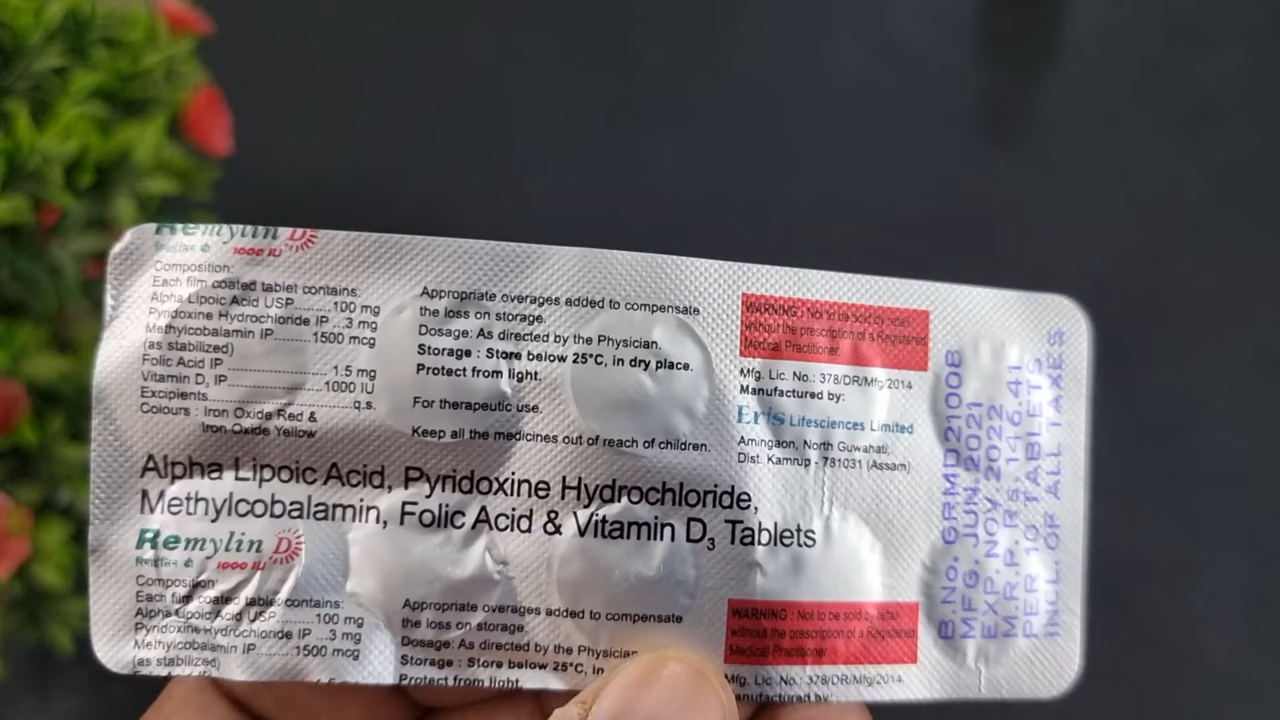 Remylin D
रिमाइलिन डी 1000 IU
Composition:
Each film coated tablet contains:
Alpha Lipoic Acid USP........100 mg
Pyridoxine Hydrochloride IP ...3 mg
Methylcobalamin IP.........1500 mcg
(as stabilized)
Folic Acid IP ........................ 1.5 mg
Vitamin D₃ IP.......................1000 IU
Excipients...................................q.s.
Colours : Iron Oxide Red &
Iron Oxide Yellow
Appropriate overages added to compensate
the loss on storage.
Dosage: As directed by the Physician.
Storage : Store below 25°C, in dry place.
Protect from light.
For therapeutic use.
Keep all the medicines out of reach of children.
WARNING : Not to be sold by retail
without the prescription of a Registered
Medical Practitioner.
Mfg. Lic. No.: 378/DR/Mfg/2014
Manufactured by:
Eris Lifesciences Limited
Amingaon, North Guwahati,
Dist. Kamrup - 781031 (Assam)
Alpha Lipoic Acid, Pyridoxine Hydrochloride,
Methylcobalamin, Folic Acid & Vitamin D₃ Tablets
Remylin D
रिमाइलिन डी 1000 IU
Composition:
Each film coated tablet contains:
Alpha Lipoic Acid USP........100 mg
Pyridoxine Hydrochloride IP ...3 mg
Methylcobalamin IP.........1500 mcg
(as stabilized)
Appropriate overages added to compensate
the loss on storage.
Dosage: As directed by the Physician
Storage : Store below 25°C, in
Protect from light.
WARNING : Not to be sold by retail
without the prescription of a Registered
Medical Practitioner
Mfg. Lic. No.: 378/DR/Mfg/2014
Manufactured by:
B.No. GRMD21008
MFG. JUN.2021
EXP. NOV.2022
M.R.P. RS. 146.41
PER 10 TABLETS
INCL. OF ALL TAXES